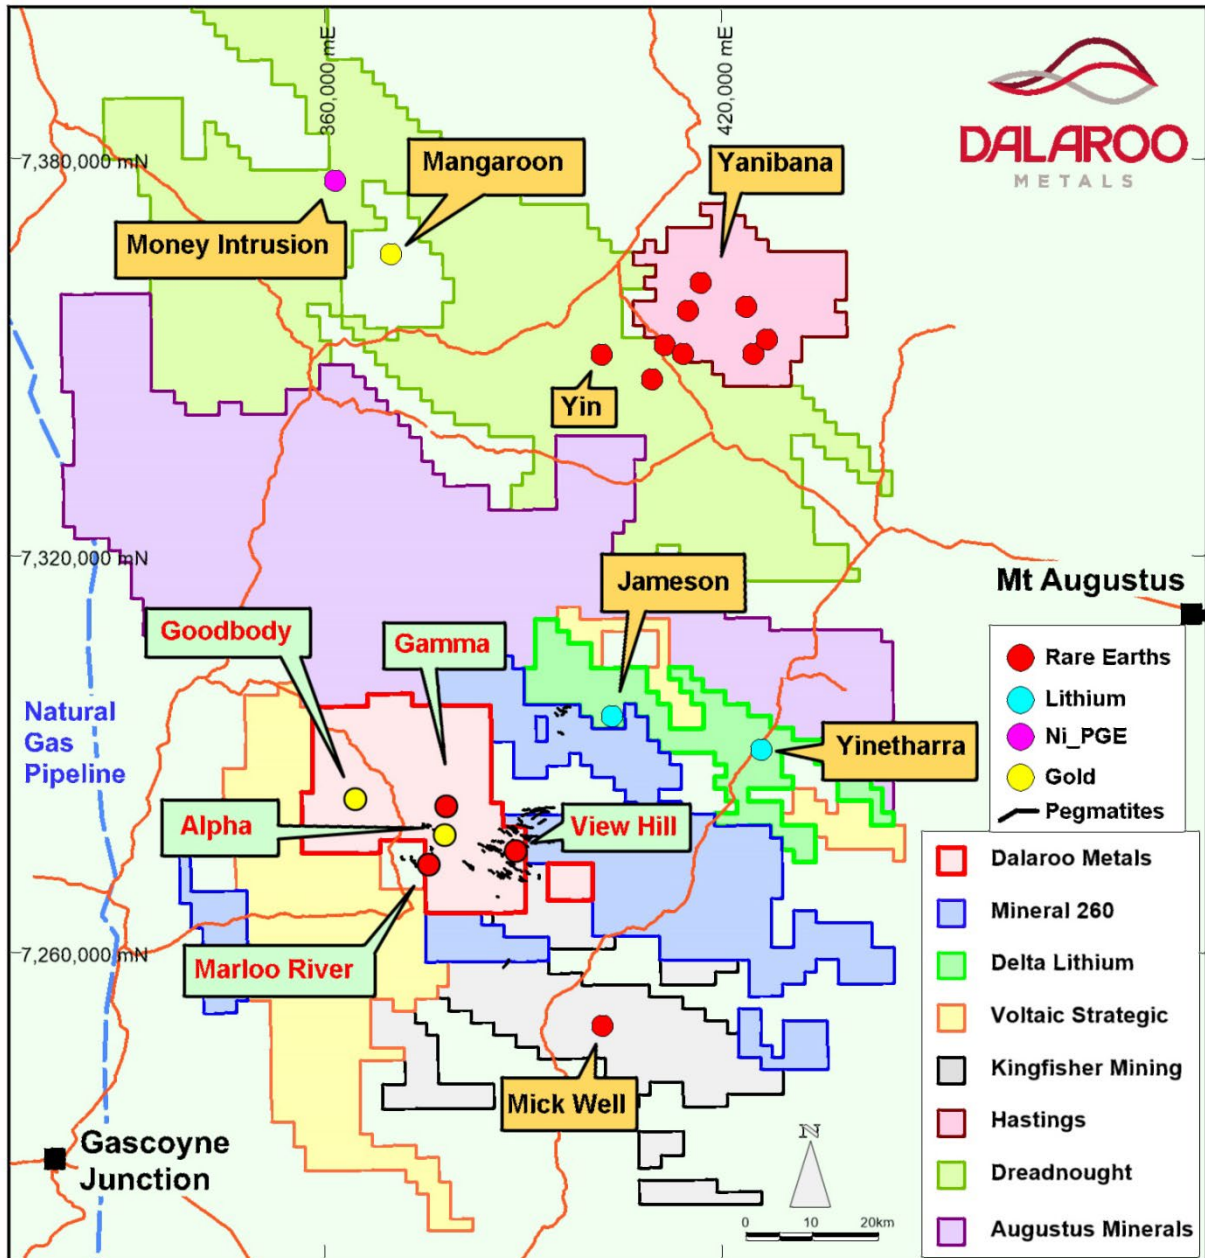 360,000 mE
420,000 mE
DALAROO
METALS
7,380,000 mN
Mangaroon
Yanibana
Money Intrusion
Yin
7,320,000 mN
Jameson
Mt Augustus
Goodbody
Gamma
Natural
Gas
Pipeline
Yinetharra
Alpha
View Hill
Marloo River
7,260,000 mN
Mick Well
Gascoyne
Junction
Rare Earths
Lithium
Ni_PGE
Gold
Pegmatites
Dalaroo Metals
Mineral 260
Delta Lithium
Voltaic Strategic
Kingfisher Mining
Hastings
Dreadnought
Augustus Minerals
N
0 10 20km